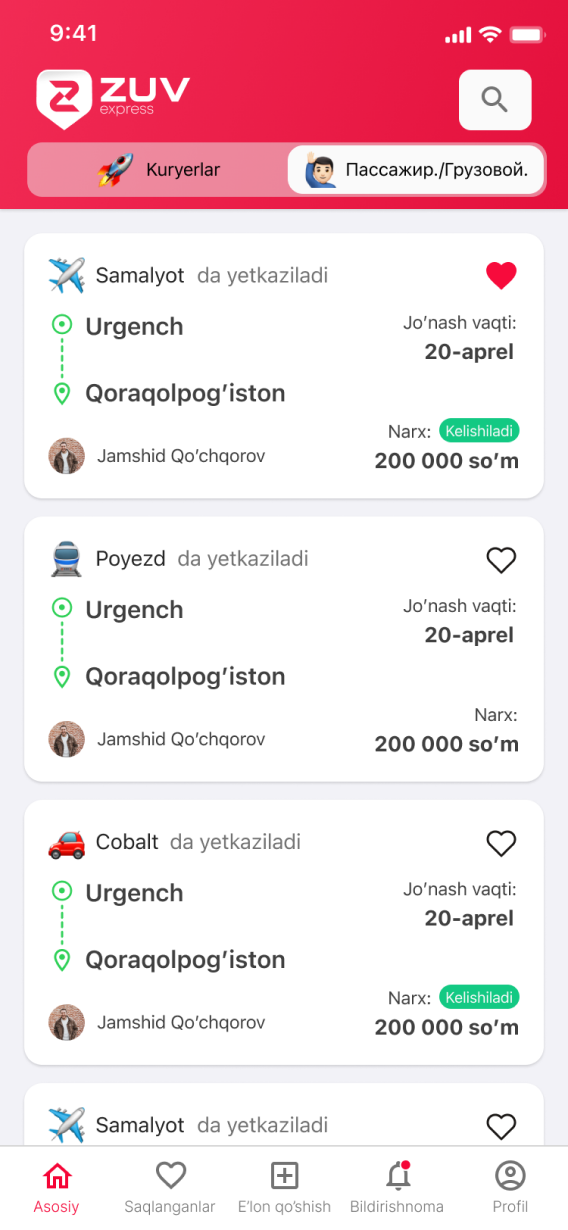 9:41
ZUV
express
Kuryerlar
Пассажир./Грузовой.
Samalyot da yetkaziladi
Urgench
Jo’nash vaqti:
20-aprel
Qoraqolpog’iston
Narx: Kelishiladi
Jamshid Qo’chqorov
200 000 so’m
Poyezd da yetkaziladi
Urgench
Jo’nash vaqti:
20-aprel
Qoraqolpog’iston
Narx:
Jamshid Qo’chqorov
200 000 so’m
Cobalt da yetkaziladi
Urgench
Jo’nash vaqti:
20-aprel
Qoraqolpog’iston
Narx: Kelishiladi
Jamshid Qo’chqorov
200 000 so’m
Samalyot da yetkaziladi
Asosiy
Saqlanganlar
E’lon qo’shish
Bildirishnoma
Profil